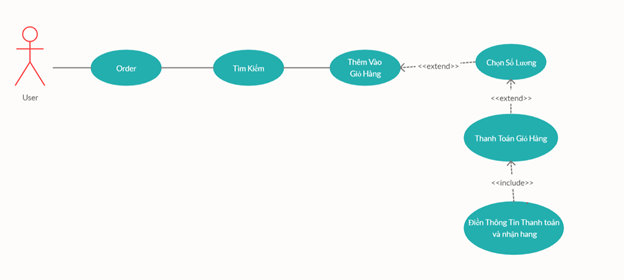 User
Order
Tìm Kiếm
Thêm Vào
Giỏ Hàng
<<extend>>
Chọn Số Lương
<<extend>>
Thanh Toán Giỏ Hàng
<<include>>
Điền Thông Tin Thanh toán
và nhận hang